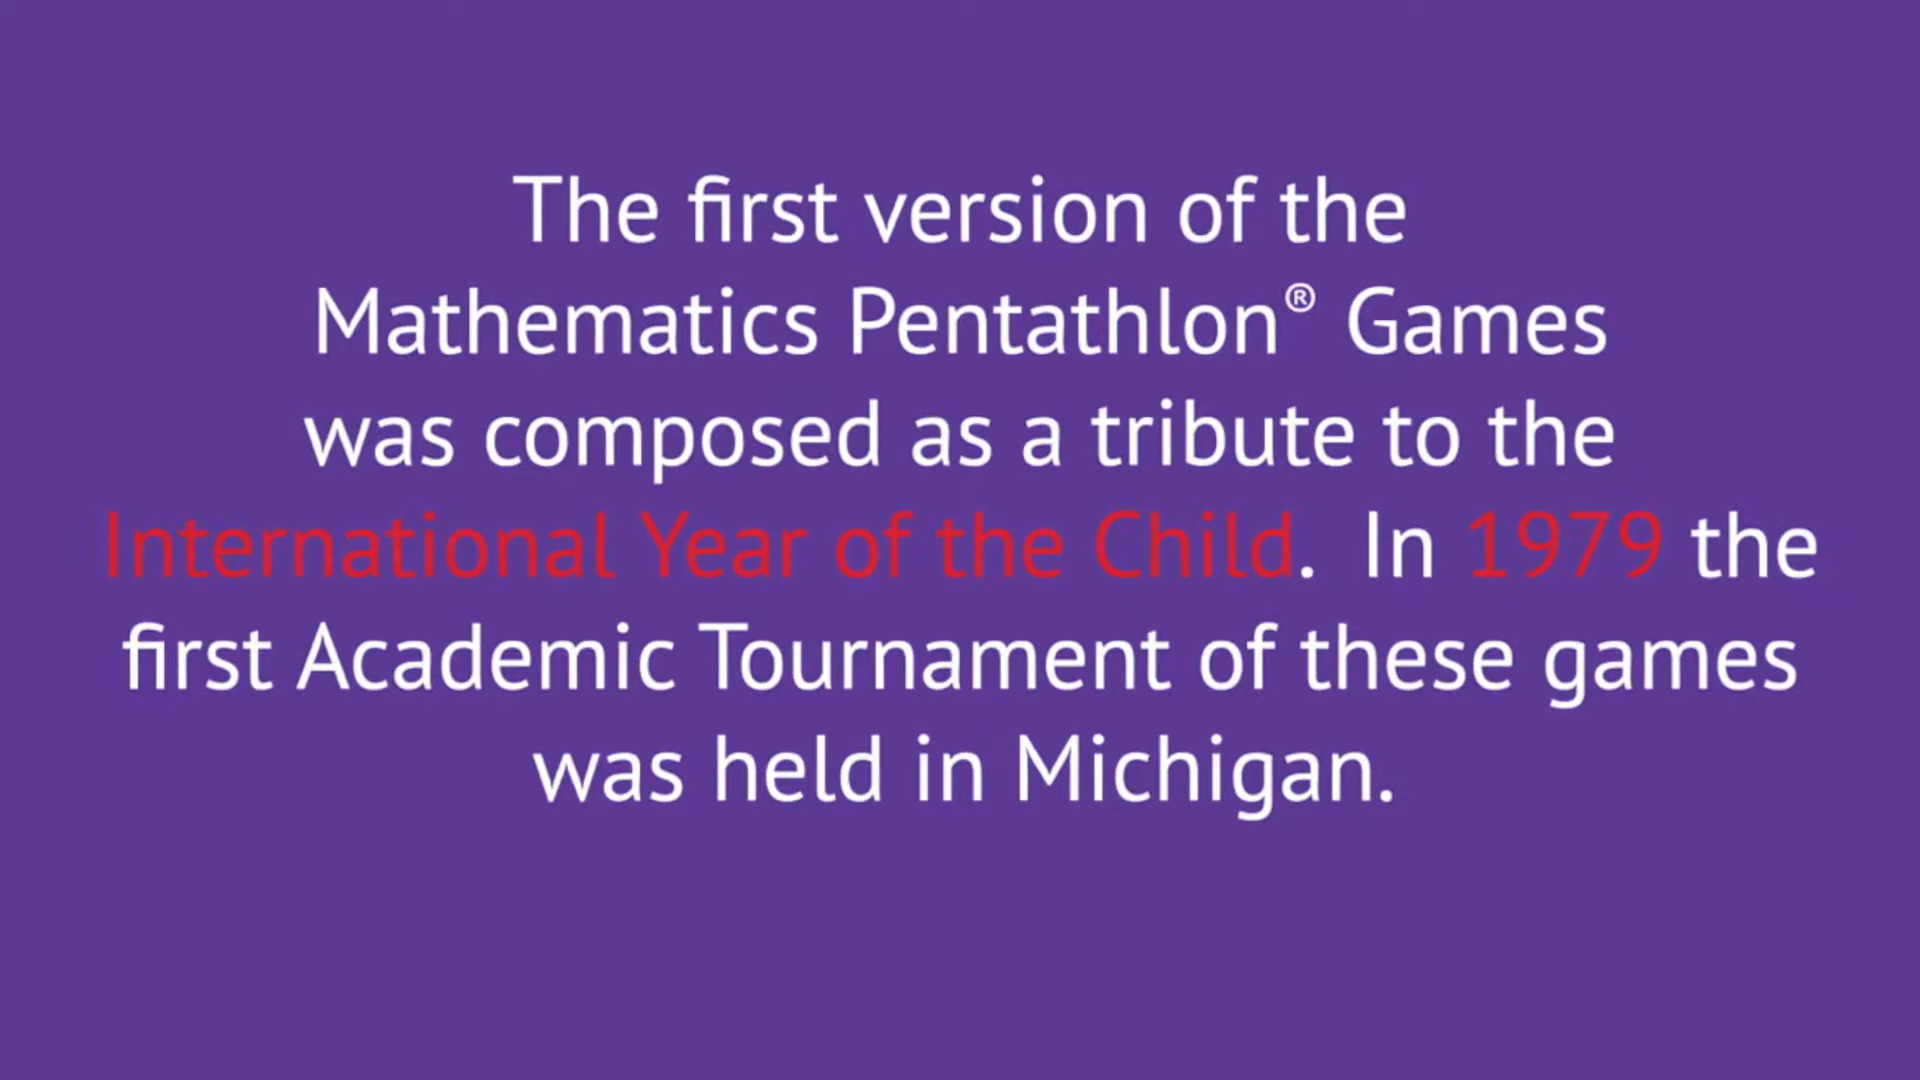 The first version of the
Mathematics Pentathlon® Games
was composed as a tribute to the
International Year of the Child.  In 1979 the
first Academic Tournament of these games
was held in Michigan.